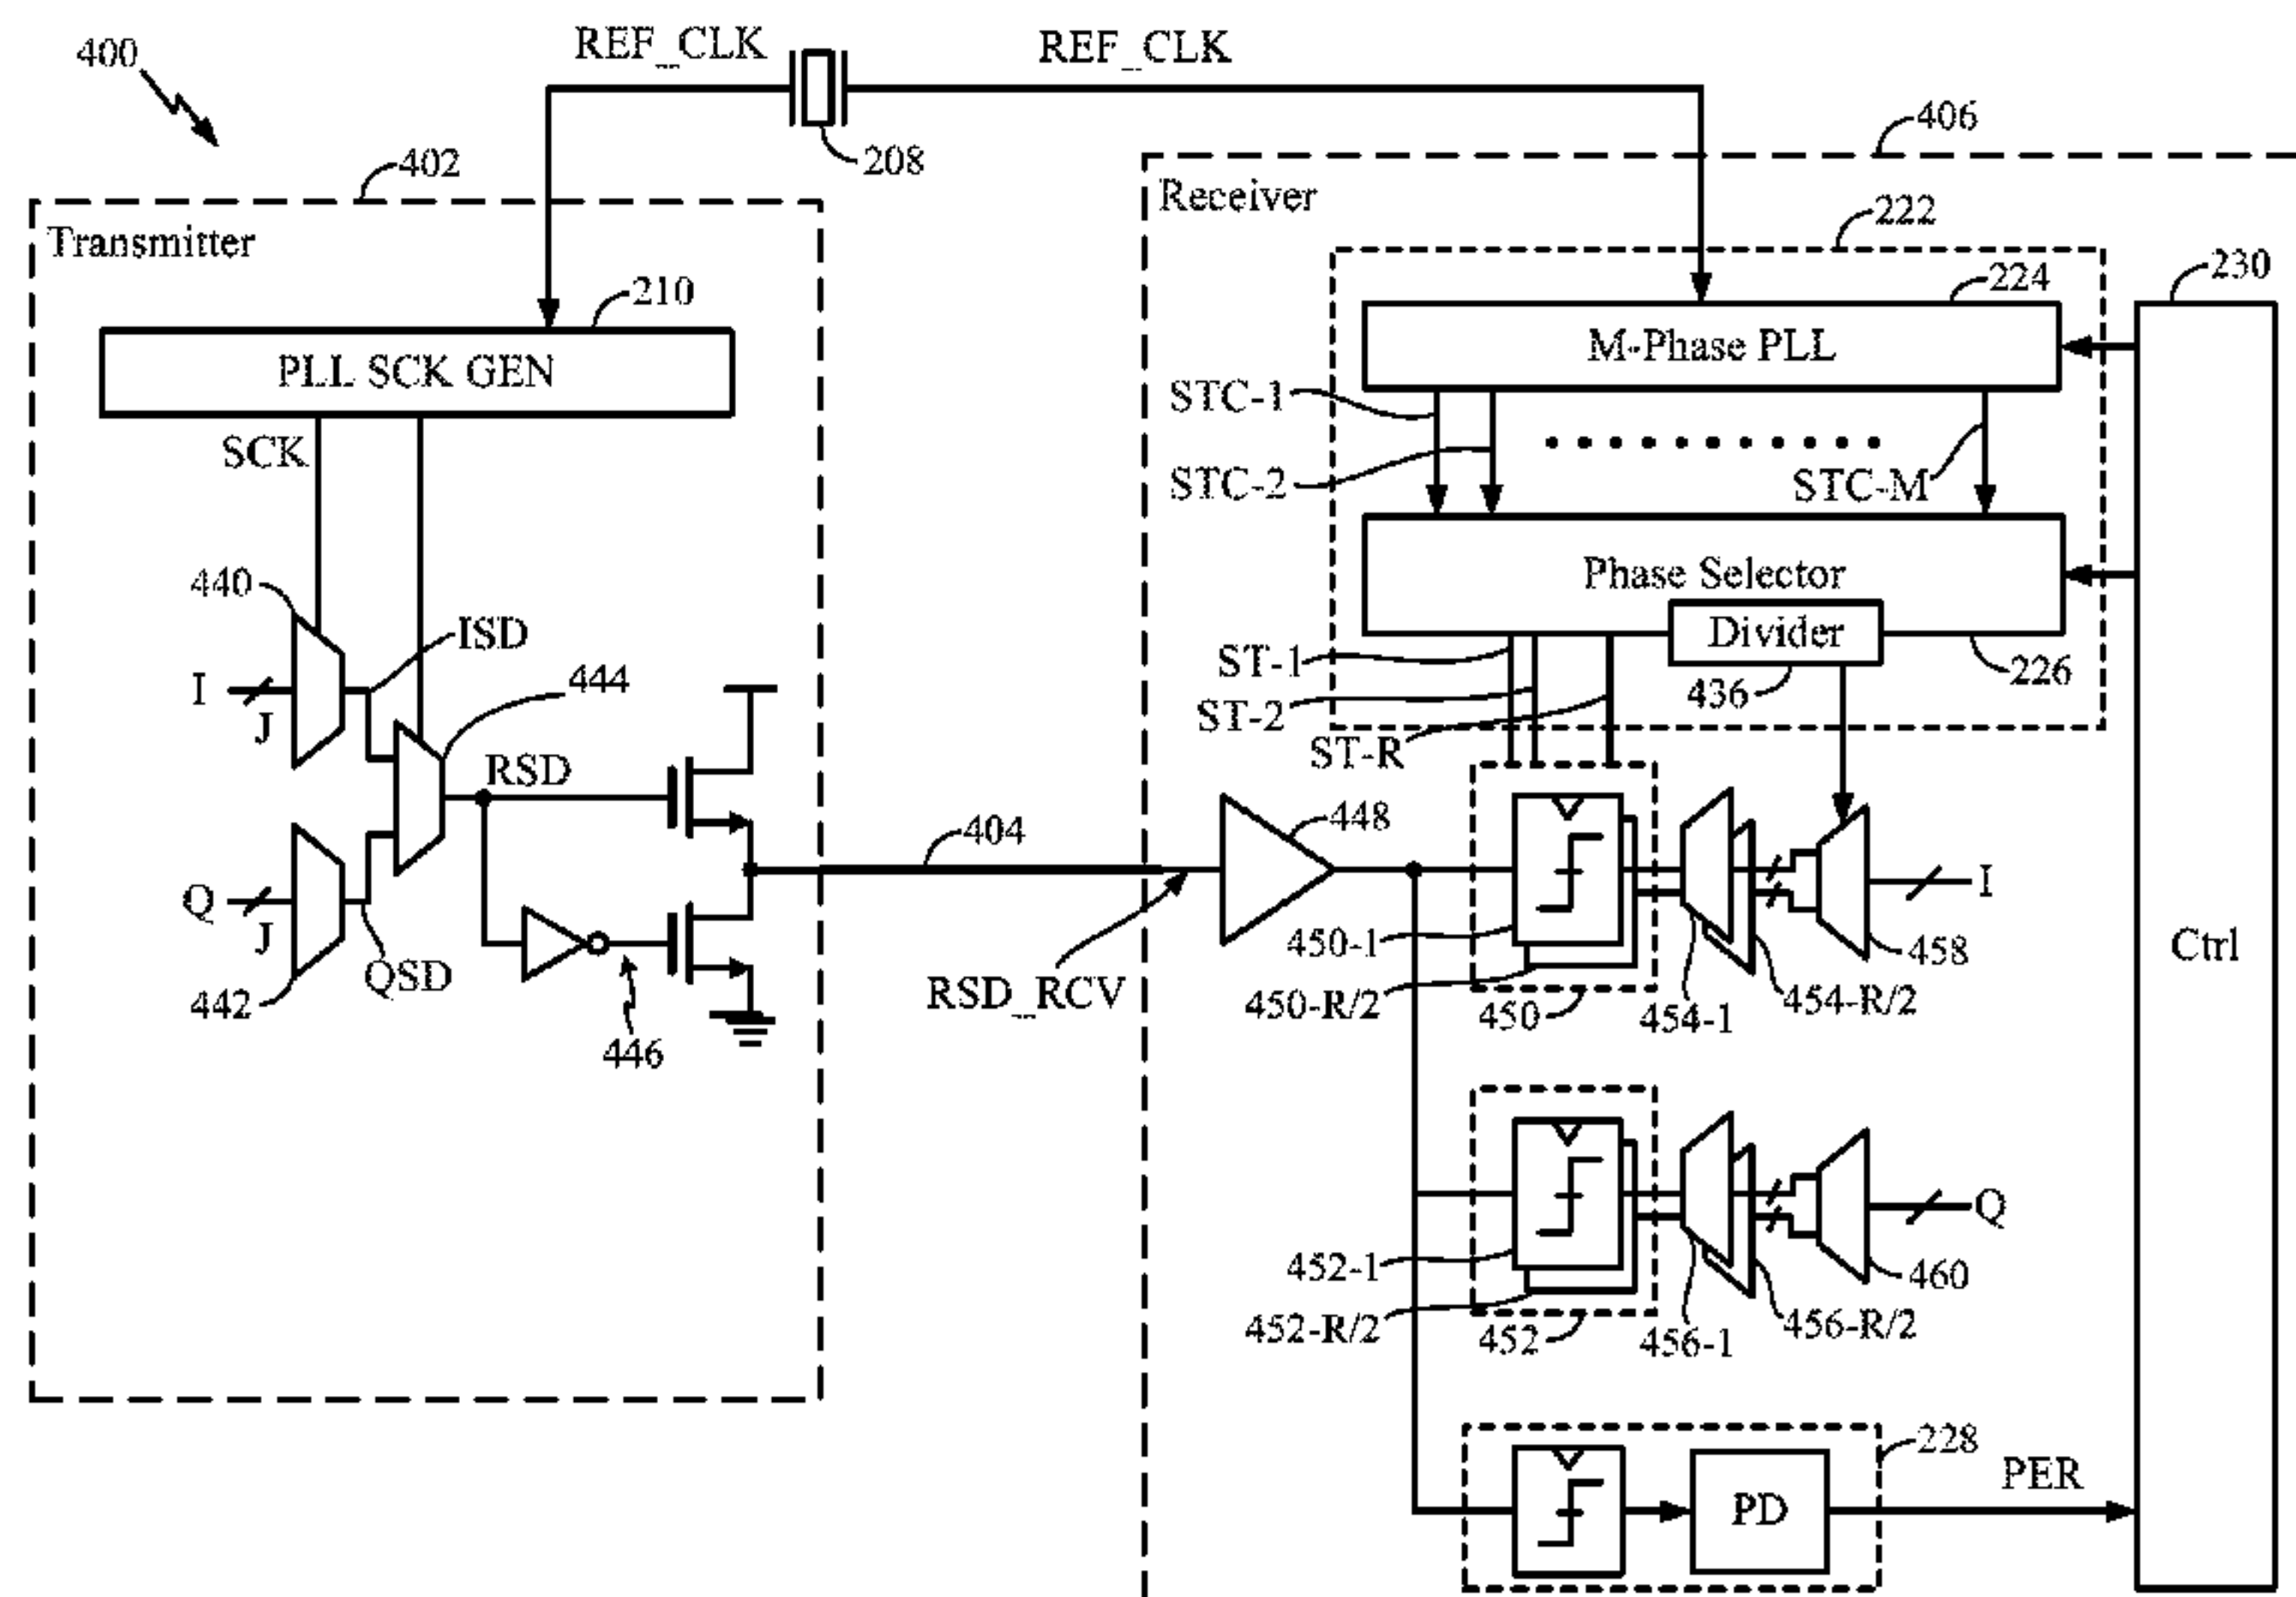 400
REF_CLK
REF_CLK
208
402
406
Transmitter
Receiver
222
210
224
230
PLL SCK GEN
M-Phase PLL
SCK
STC-1
STC-2
STC-M
440
ISD
Phase Selector
Divider
I
J
444
ST-1
ST-2
ST-R
436
226
RSD
404
448
Q
J
QSD
442
446
RSD_RCV
450-1
450-R/2
450
454-1
454-R/2
458
I
Ctrl
452-1
452-R/2
452
456-1
456-R/2
460
Q
228
PD
PER